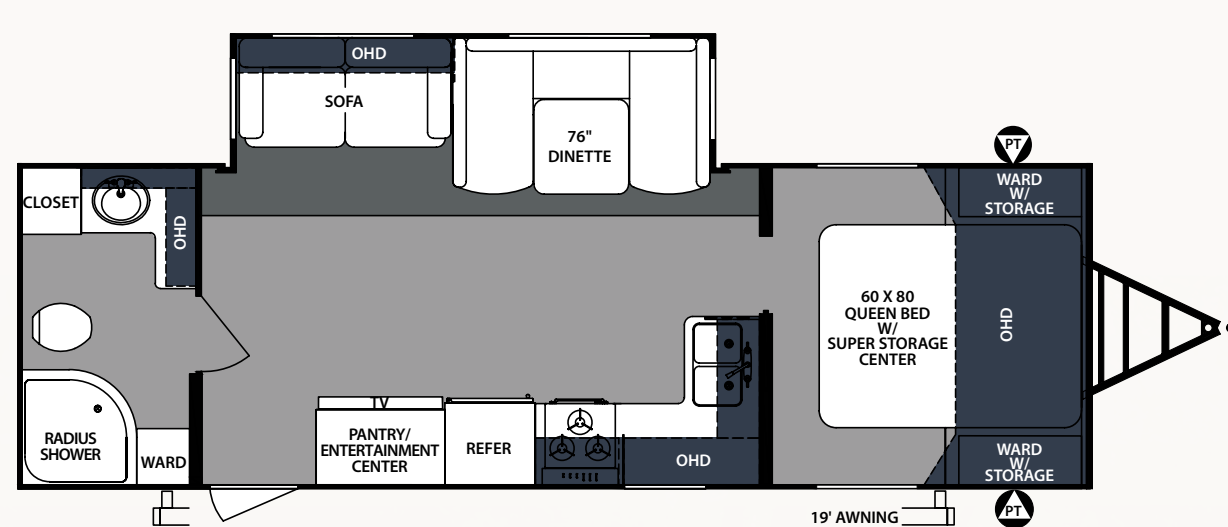 OHD
SOFA
76"
DINETTE
PT
WARD
W/
STORAGE
CLOSET
OHD
60 X 80
QUEEN BED
W/
SUPER STORAGE
CENTER
OHD
TV
RADIUS
SHOWER
WARD
PANTRY/
ENTERTAINMENT
CENTER
REFER
OHD
WARD
W/
STORAGE
19' AWNING
PT